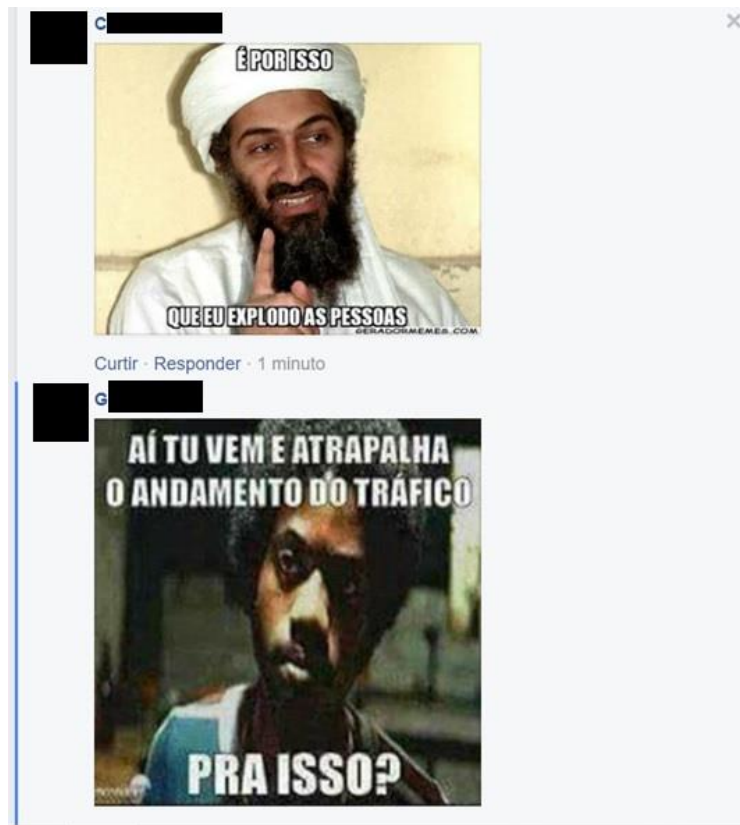 C
É POR ISSO
QUE EU EXPLODO AS PESSOAS
GERADORMEMES.COM
Curtir · Responder · 1 minuto
G
AÍ TU VEM E ATRAPALHA
O ANDAMENTO DO TRÁFICO
PRA ISSO?